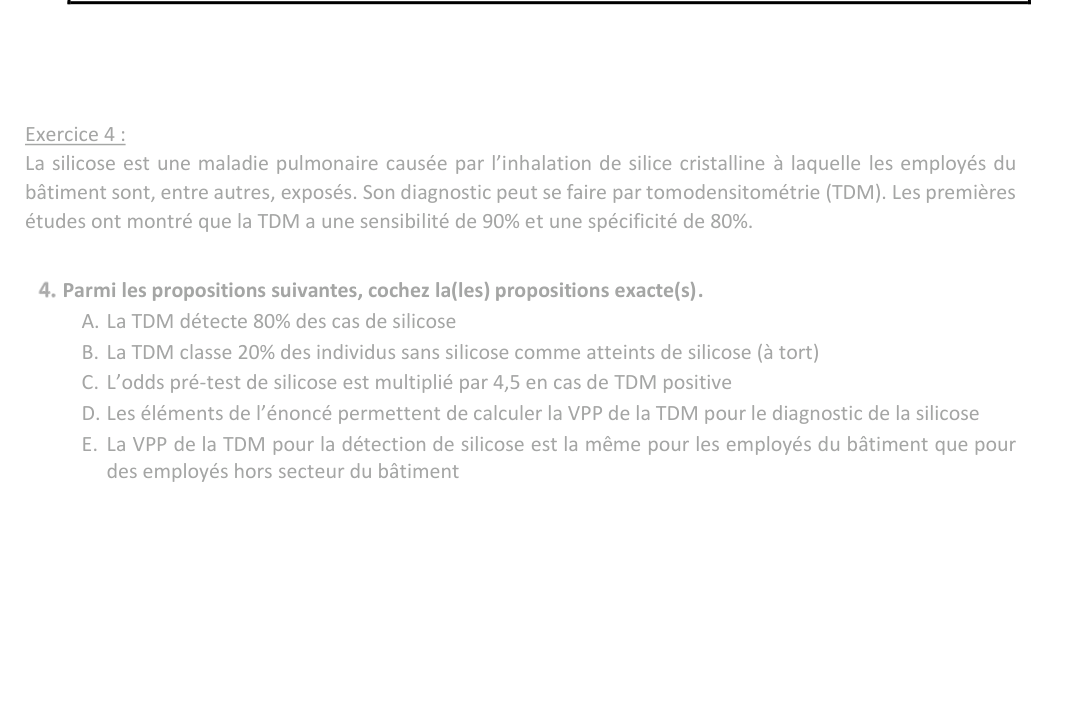 Exercice 4 :
La silicose est une maladie pulmonaire causée par l’inhalation de silice cristalline à laquelle les employés du
bâtiment sont, entre autres, exposés. Son diagnostic peut se faire par tomodensitométrie (TDM). Les premières
études ont montré que la TDM a une sensibilité de 90% et une spécificité de 80%.
4. Parmi les propositions suivantes, cochez la(les) propositions exacte(s).
A. La TDM détecte 80% des cas de silicose
B. La TDM classe 20% des individus sans silicose comme atteints de silicose (à tort)
C. L’odds pré-test de silicose est multiplié par 4,5 en cas de TDM positive
D. Les éléments de l’énoncé permettent de calculer la VPP de la TDM pour le diagnostic de la silicose
E. La VPP de la TDM pour la détection de silicose est la même pour les employés du bâtiment que pour
des employés hors secteur du bâtiment